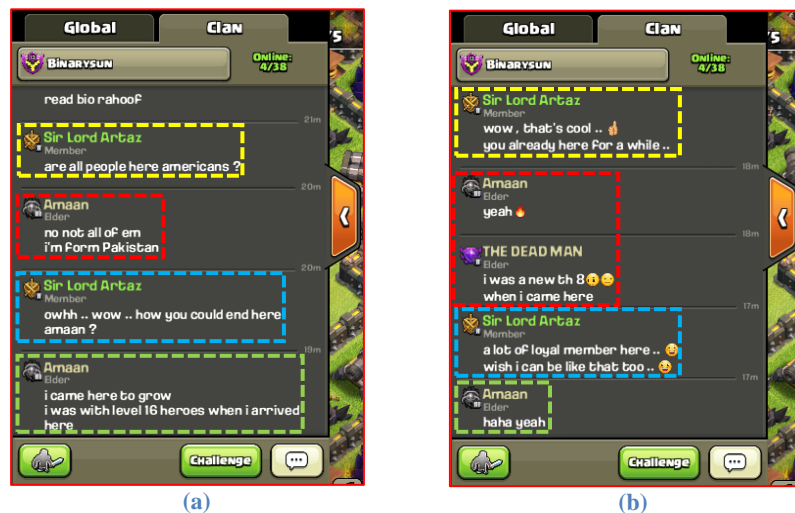 Global
Clan
Binarysun
Online:
4/38
read bio rahoof
21m
Sir Lord Artaz
Member
are all people here americans ?
20m
Amaan
Elder
no not all of em
i'm form Pakistan
20m
Sir Lord Artaz
Member
owhh .. wow .. how you could end here
amaan ?
19m
Amaan
Elder
i came here to grow
i was with level 16 heroes when i arrived
here
Challenge
(a)
Global
Clan
Binarysun
Online:
4/38
Sir Lord Artaz
Member
wow , that's cool .. ☝
you already here for a while ..
18m
Amaan
Elder
yeah 🔥
18m
THE DEAD MAN
Elder
i was a new th 8
when i came here
17m
Sir Lord Artaz
Member
a lot of loyal member here ..
wish i can be like that too ..
17m
Amaan
Elder
haha yeah
Challenge
(b)